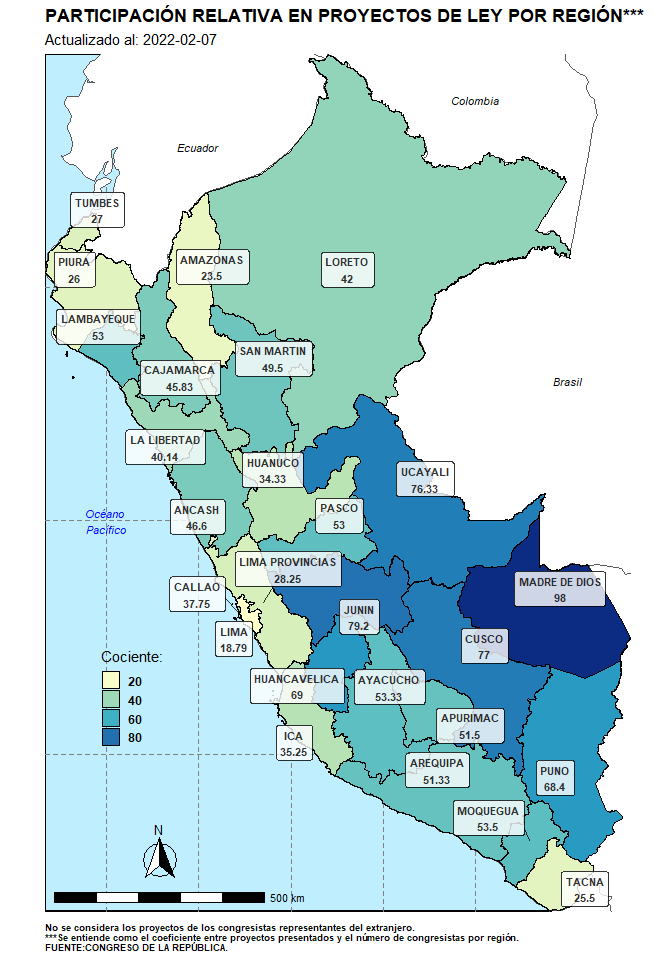 PARTICIPACIÓN RELATIVA EN PROYECTOS DE LEY POR REGIÓN***
Actualizado al: 2022-02-07
Colombia
Ecuador
TUMBES
27
PIURA
26
AMAZONAS
23.5
LORETO
42
LAMBAYEQUE
53
SAN MARTIN
49.5
CAJAMARCA
45.83
Brasil
LA LIBERTAD
40.14
HUANUCO
34.33
UCAYALI
76.33
PASCO
53
ANCASH
46.6
Océano
Pacífico
LIMA PROVINCIAS
28.25
MADRE DE DIOS
98
CALLAO
37.75
JUNIN
79.2
LIMA
18.79
CUSCO
77
Cociente:
20
40
60
80
HUANCAVELICA
69
AYACUCHO
53.33
APURIMAC
51.5
ICA
35.25
AREQUIPA
51.33
PUNO
68.4
MOQUEGUA
53.5
N
TACNA
25.5
500 km
No se considera los proyectos de los congresistas representantes del extranjero.
***Se entiende como el coeficiente entre proyectos presentados y el número de congresistas por región.
FUENTE:CONGRESO DE LA REPÚBLICA.